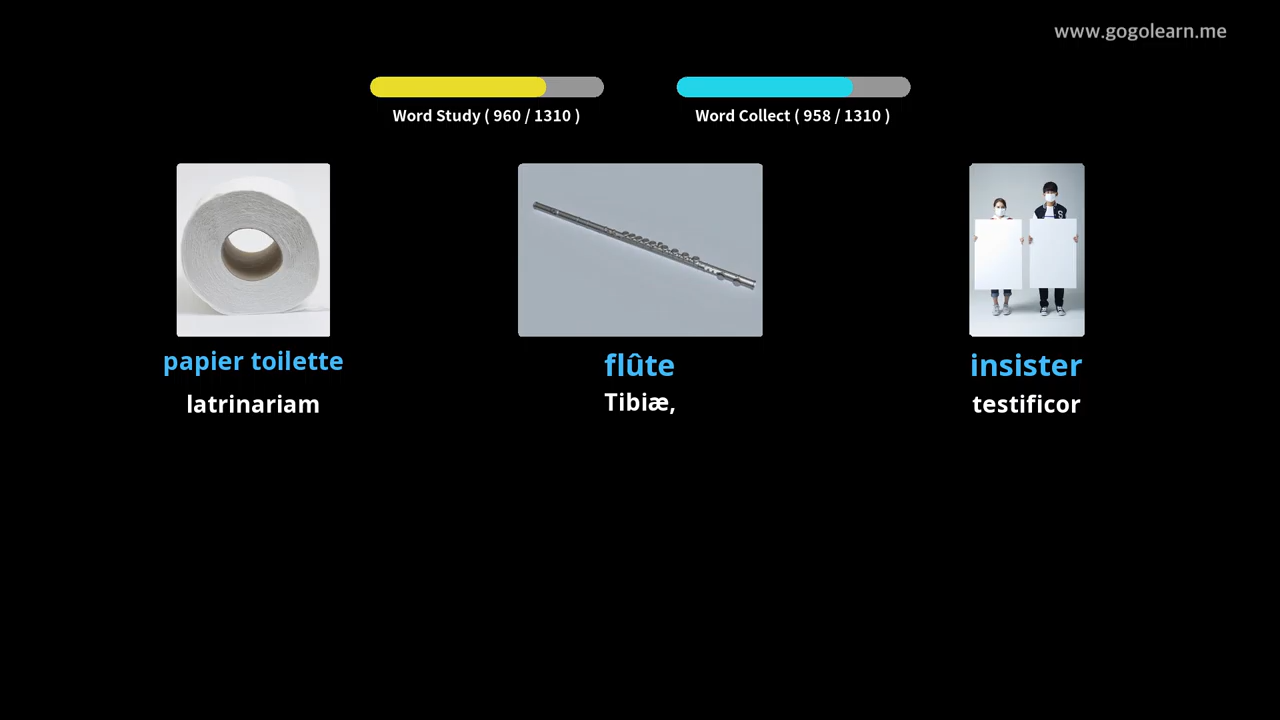 www.gogolearn.me
Word Study ( 960 / 1310 )
Word Collect ( 958 / 1310 )
papier toilette
flûte
insister
latrinariam
Tibiæ,
testificor
S